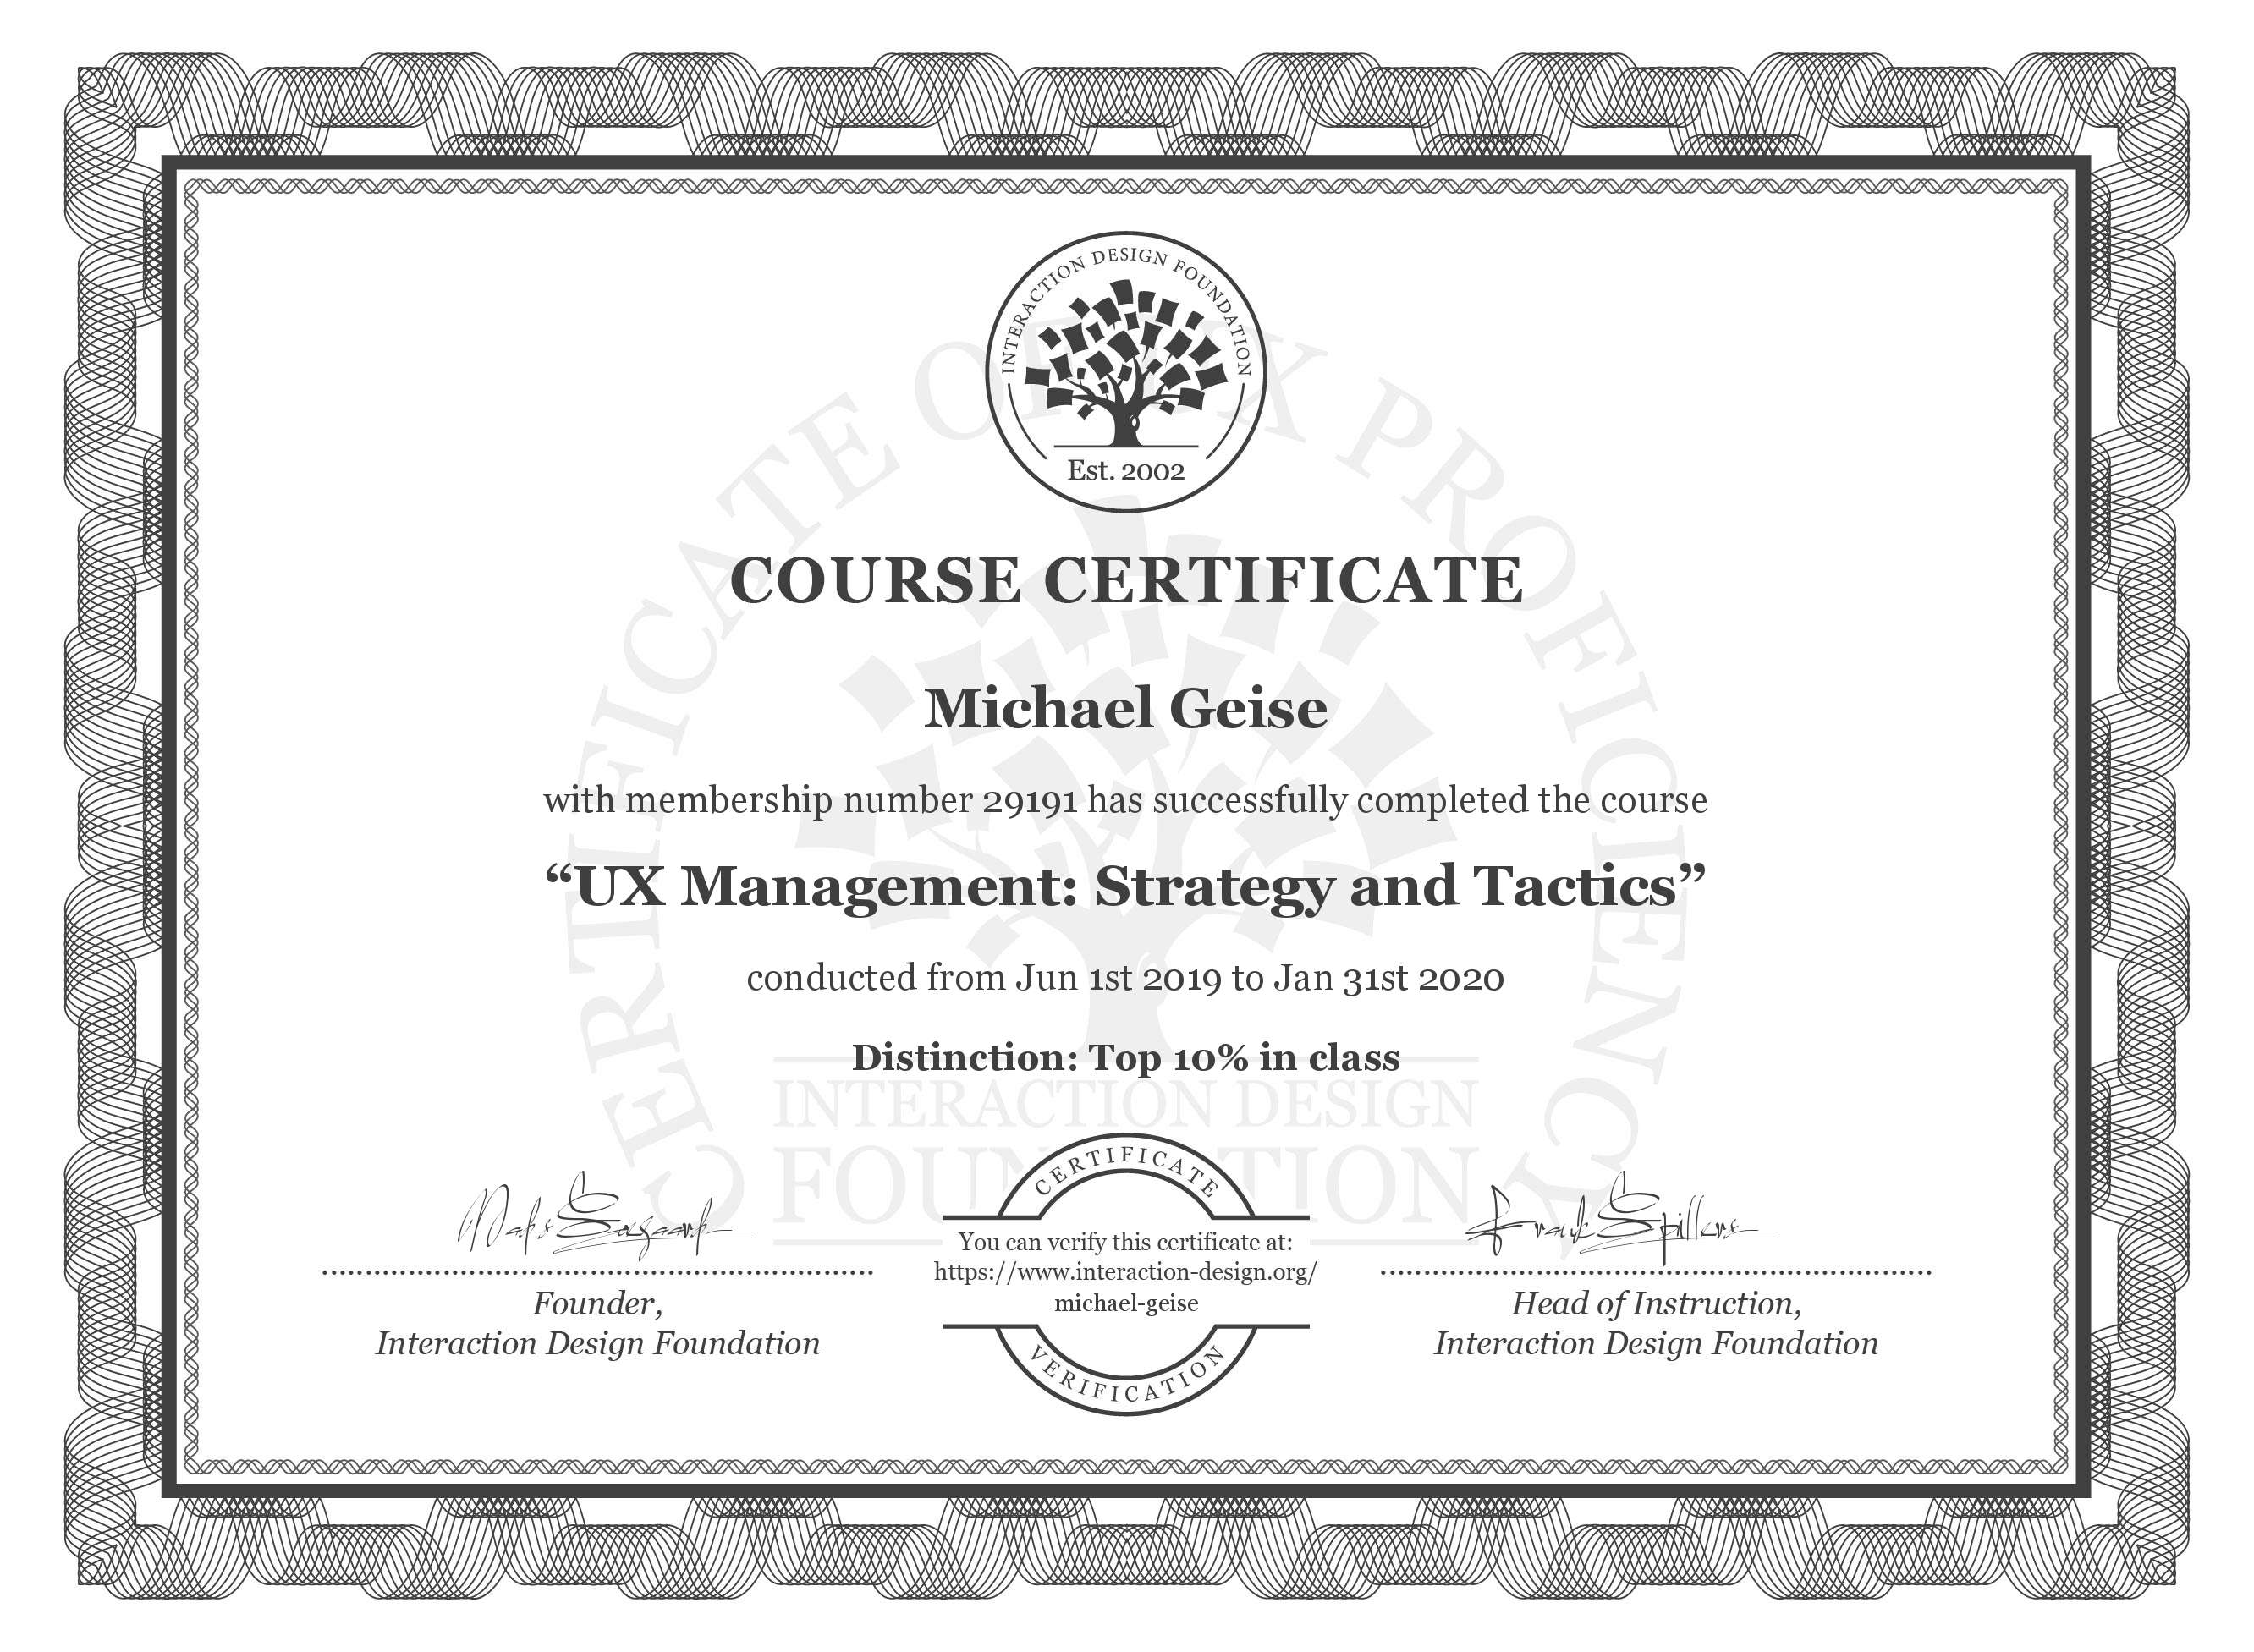 INTERACTION DESIGN FOUNDATION
Est. 2002
CERTIFICATE OF UX PROFICIENCY
COURSE CERTIFICATE
Michael Geise
with membership number 29191 has successfully completed the course
“UX Management: Strategy and Tactics”
conducted from Jun 1st 2019 to Jan 31st 2020
Distinction: Top 10% in class
INTERACTION DESIGN
FOUNDATION
CERTIFICATE
You can verify this certificate at:
https://www.interaction-design.org/
michael-geise
VERIFICATION
Founder,
Interaction Design Foundation
Frank Spillers
Head of Instruction,
Interaction Design Foundation